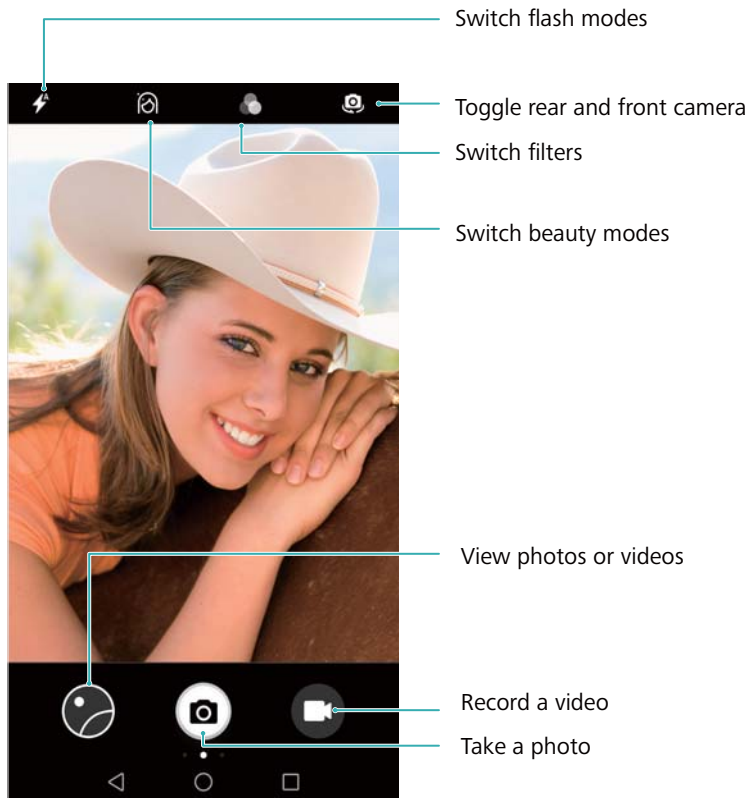 Switch flash modes
A
Toggle rear and front camera
Switch filters
Switch beauty modes
View photos or videos
Record a video
Take a photo